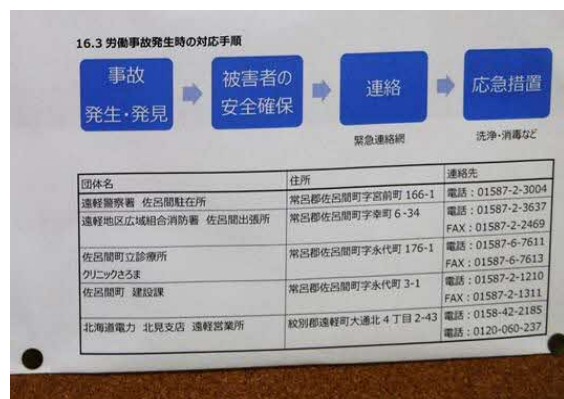 16.3 労働事故発生時の対応手順
事故
発生・発見
被害者の
安全確保
連絡
応急措置
緊急連絡網
洗浄・消毒など
団体名 住所 連絡先
遠軽警察署 佐呂間駐在所 常呂郡佐呂間町字宮前町 166-1 電話：01587-2-3004
遠軽地区広域組合消防署 佐呂間出張所 常呂郡佐呂間町字幸町 6-34 電話：01587-2-3637
FAX：01587-2-2469
佐呂間町立診療所 常呂郡佐呂間町字永代町 176-1 電話：01587-6-7611
クリニックさろま FAX：01587-6-7613
佐呂間町 建設課 常呂郡佐呂間町字永代町 3-1 電話：01587-2-1210
FAX：01587-2-1311
北海道電力 北見支店 遠軽営業所 紋別郡遠軽町大通北 4 丁目 2-43 電話：0158-42-2185
電話：0120-060-237